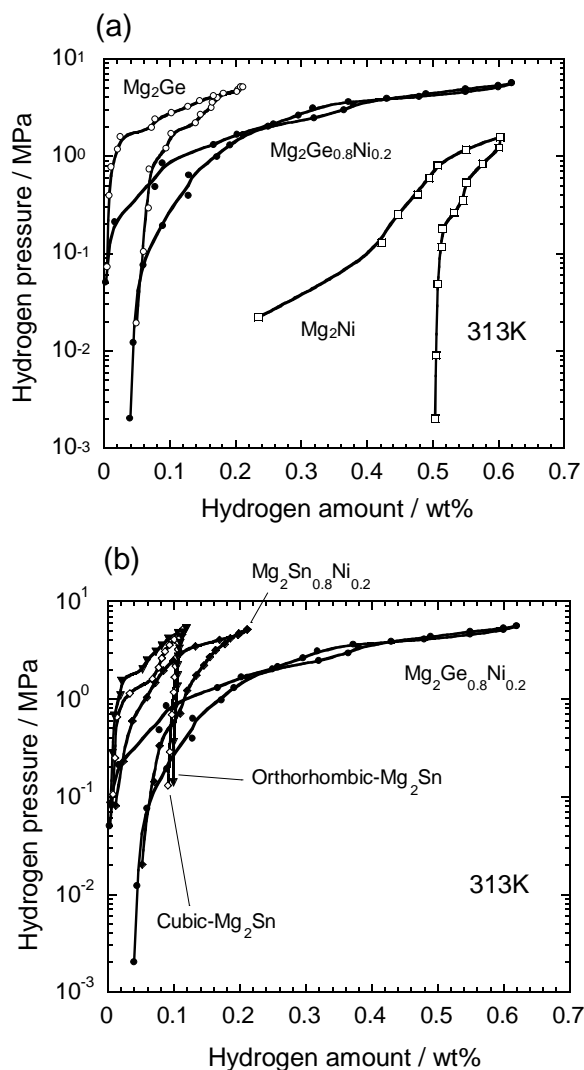 (a)
10¹
10⁰
10⁻¹
10⁻²
10⁻³
Hydrogen pressure / MPa
Mg₂Ge
Mg₂Ge₀.₈Ni₀.₂
Mg₂Ni
313K
0 0.1 0.2 0.3 0.4 0.5 0.6 0.7
Hydrogen amount / wt%
(b)
Mg₂Sn₀.₈Ni₀.₂
10¹
10⁰
10⁻¹
10⁻²
10⁻³
Hydrogen pressure / MPa
Mg₂Ge₀.₈Ni₀.₂
Orthorhombic-Mg₂Sn
Cubic-Mg₂Sn
313K
0 0.1 0.2 0.3 0.4 0.5 0.6 0.7
Hydrogen amount / wt%